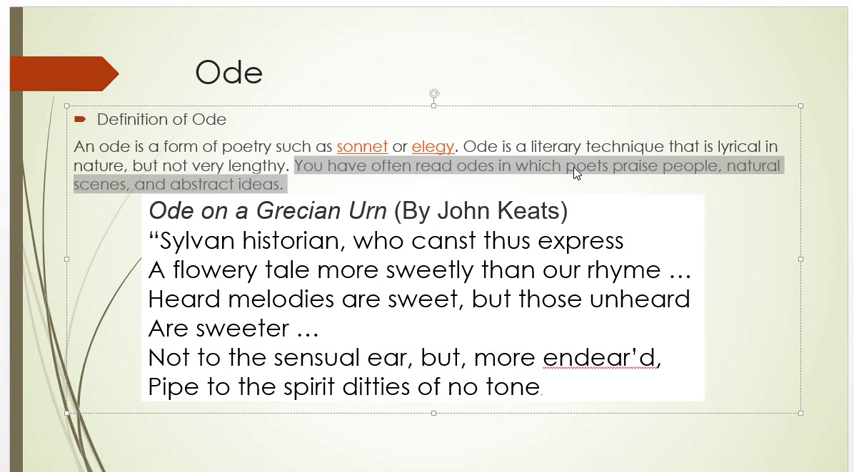 Ode
Definition of Ode
An ode is a form of poetry such as sonnet or elegy. Ode is a literary technique that is lyrical in
nature, but not very lengthy. You have often read odes in which poets praise people, natural
scenes, and abstract ideas.
Ode on a Grecian Urn (By John Keats)
“Sylvan historian, who canst thus express
A flowery tale more sweetly than our rhyme …
Heard melodies are sweet, but those unheard
Are sweeter …
Not to the sensual ear, but, more endear’d,
Pipe to the spirit ditties of no tone.